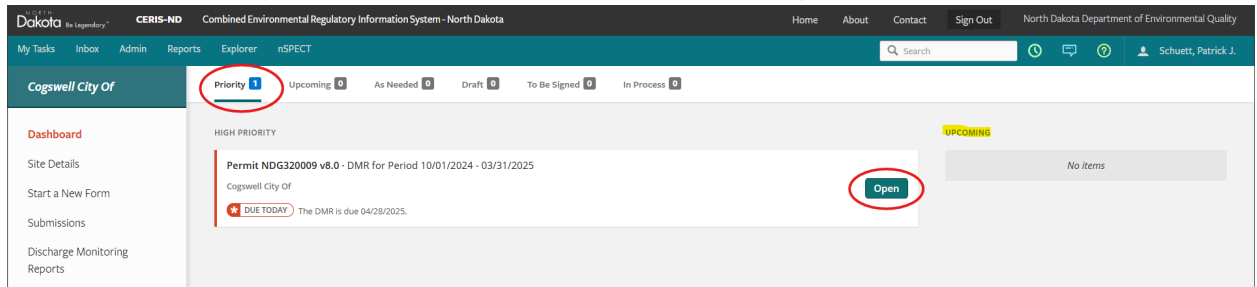 NORTH
Dakota Be Legendary.™ CERIS-ND Combined Environmental Regulatory Information System - North Dakota Home About Contact Sign Out North Dakota Department of Environmental Quality
My Tasks Inbox Admin Reports Explorer nSPECT Search Schuett, Patrick J.
Cogswell City Of Priority 1 Upcoming 0 As Needed 0 Draft 0 To Be Signed 0 In Process 0
Dashboard HIGH PRIORITY UPCOMING
Site Details Permit NDG320009 v8.0 · DMR for Period 10/01/2024 - 03/31/2025 No items
Start a New Form Cogswell City Of Open
Submissions DUE TODAY The DMR is due 04/28/2025.
Discharge Monitoring
Reports